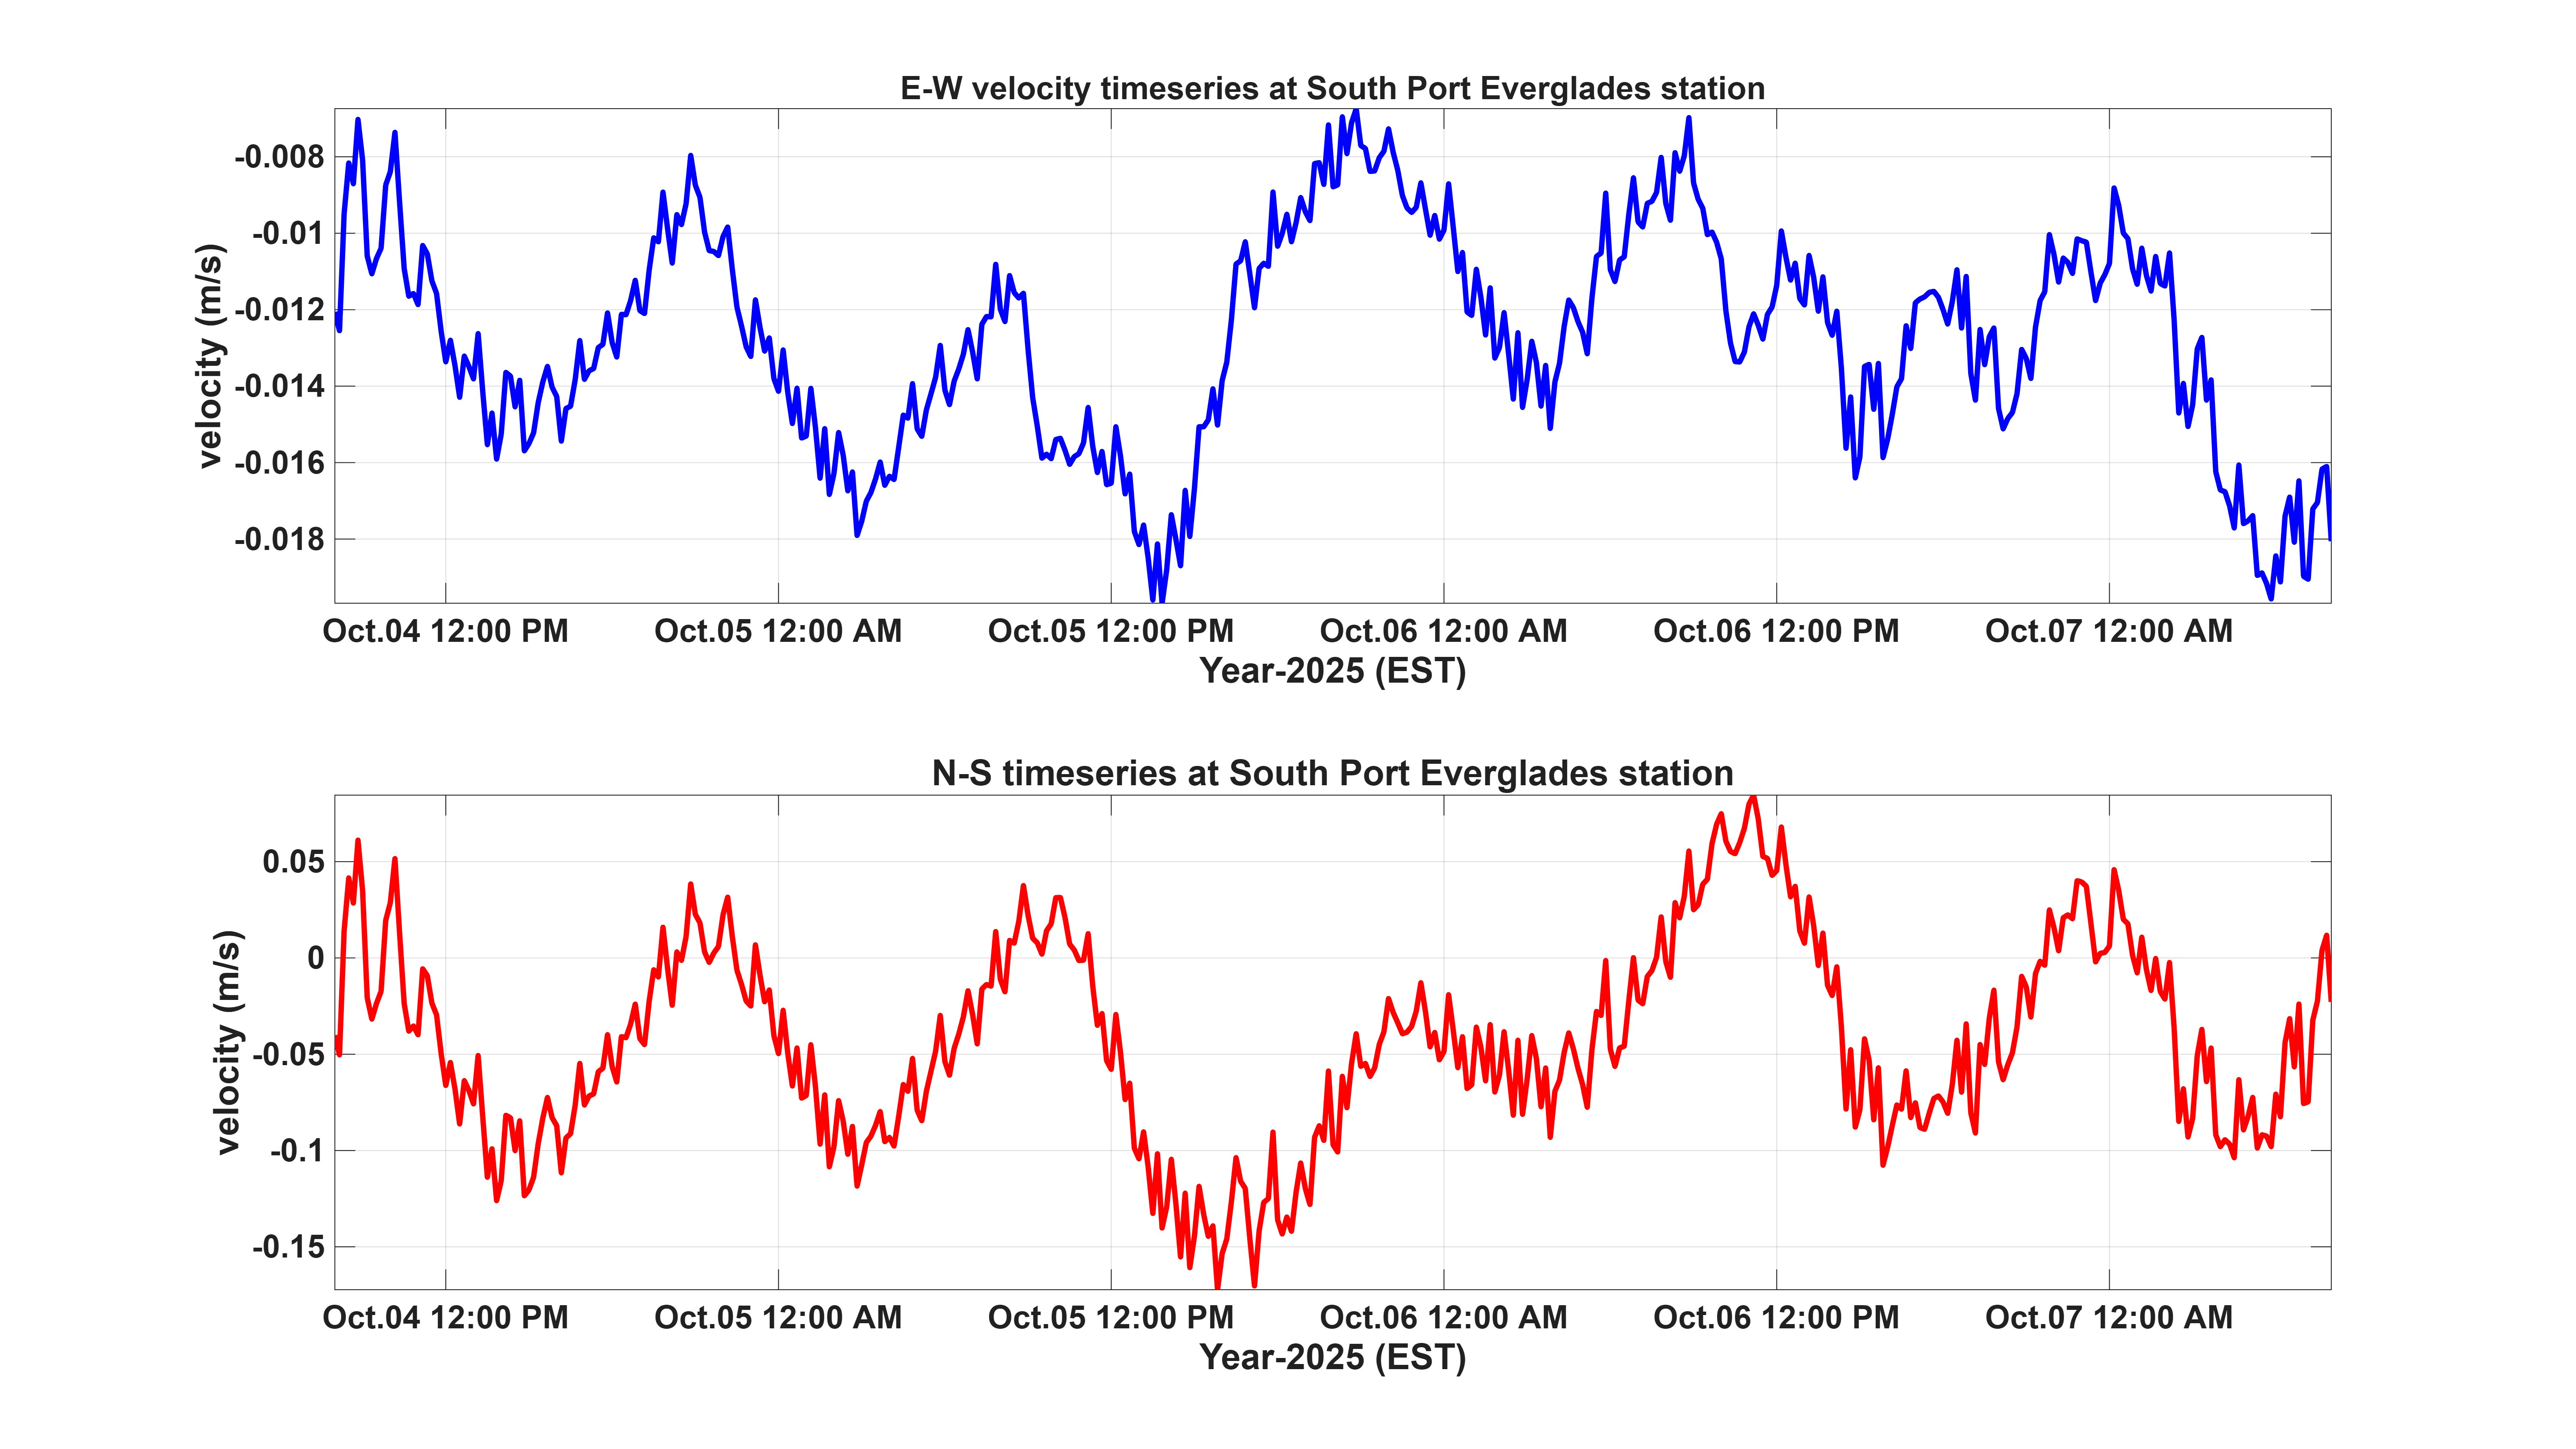 E-W velocity timeseries at South Port Everglades station
velocity (m/s)
-0.008
-0.01
-0.012
-0.014
-0.016
-0.018
Oct.04 12:00 PM Oct.05 12:00 AM Oct.05 12:00 PM Oct.06 12:00 AM Oct.06 12:00 PM Oct.07 12:00 AM
Year-2025 (EST)
N-S timeseries at South Port Everglades station
velocity (m/s)
0.05
0
-0.05
-0.1
-0.15
Oct.04 12:00 PM Oct.05 12:00 AM Oct.05 12:00 PM Oct.06 12:00 AM Oct.06 12:00 PM Oct.07 12:00 AM
Year-2025 (EST)